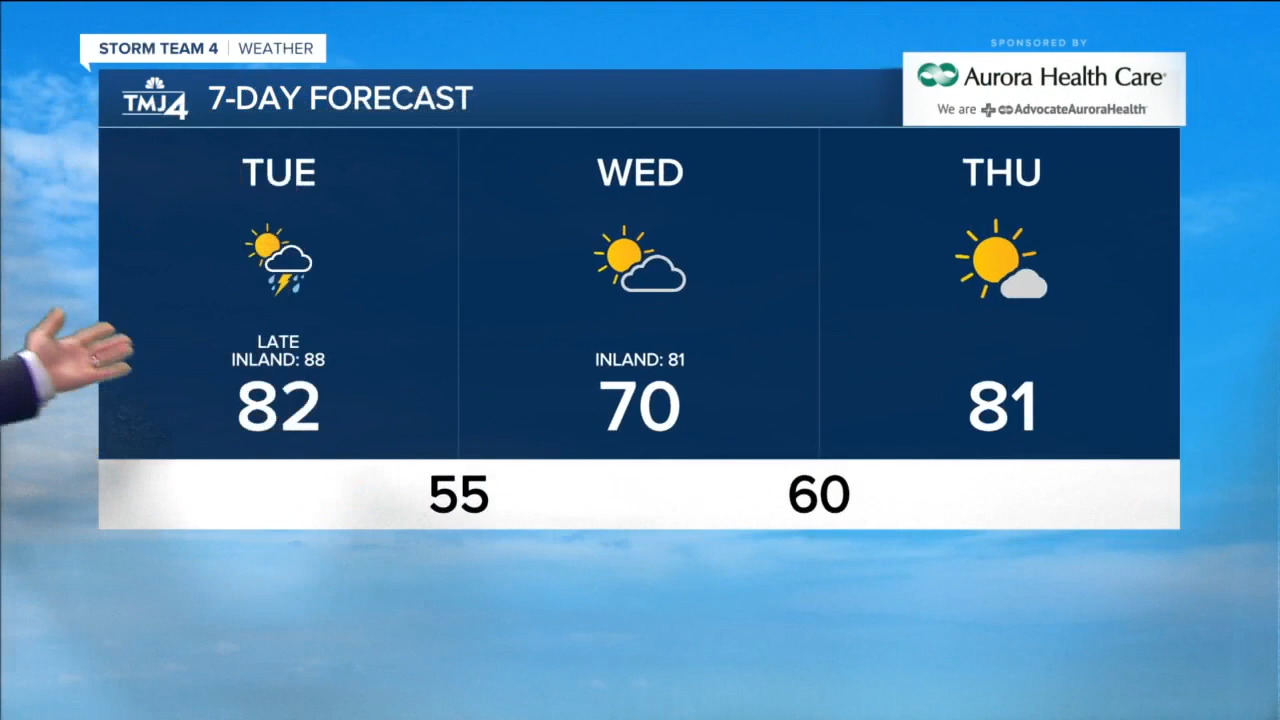 STORM TEAM 4 | WEATHER
SPONSORED BY
Aurora Health Care
We are AdvocateAuroraHealth
TMJ4
7-DAY FORECAST
TUE
WED
THU
LATE
INLAND: 88
INLAND: 81
82
70
81
55
60